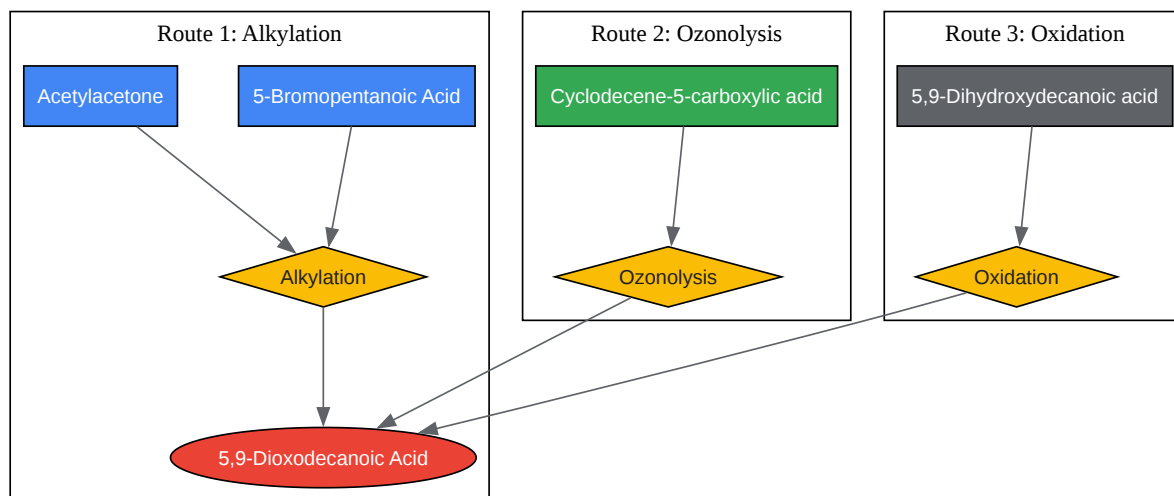 Route 1: Alkylation
Route 2: Ozonolysis
Route 3: Oxidation
Acetylacetone
5-Bromopentanoic Acid
Cyclodecene-5-carboxylic acid
5,9-Dihydroxydecanoic acid
Alkylation
Ozonolysis
Oxidation
5,9-Dioxodecanoic Acid